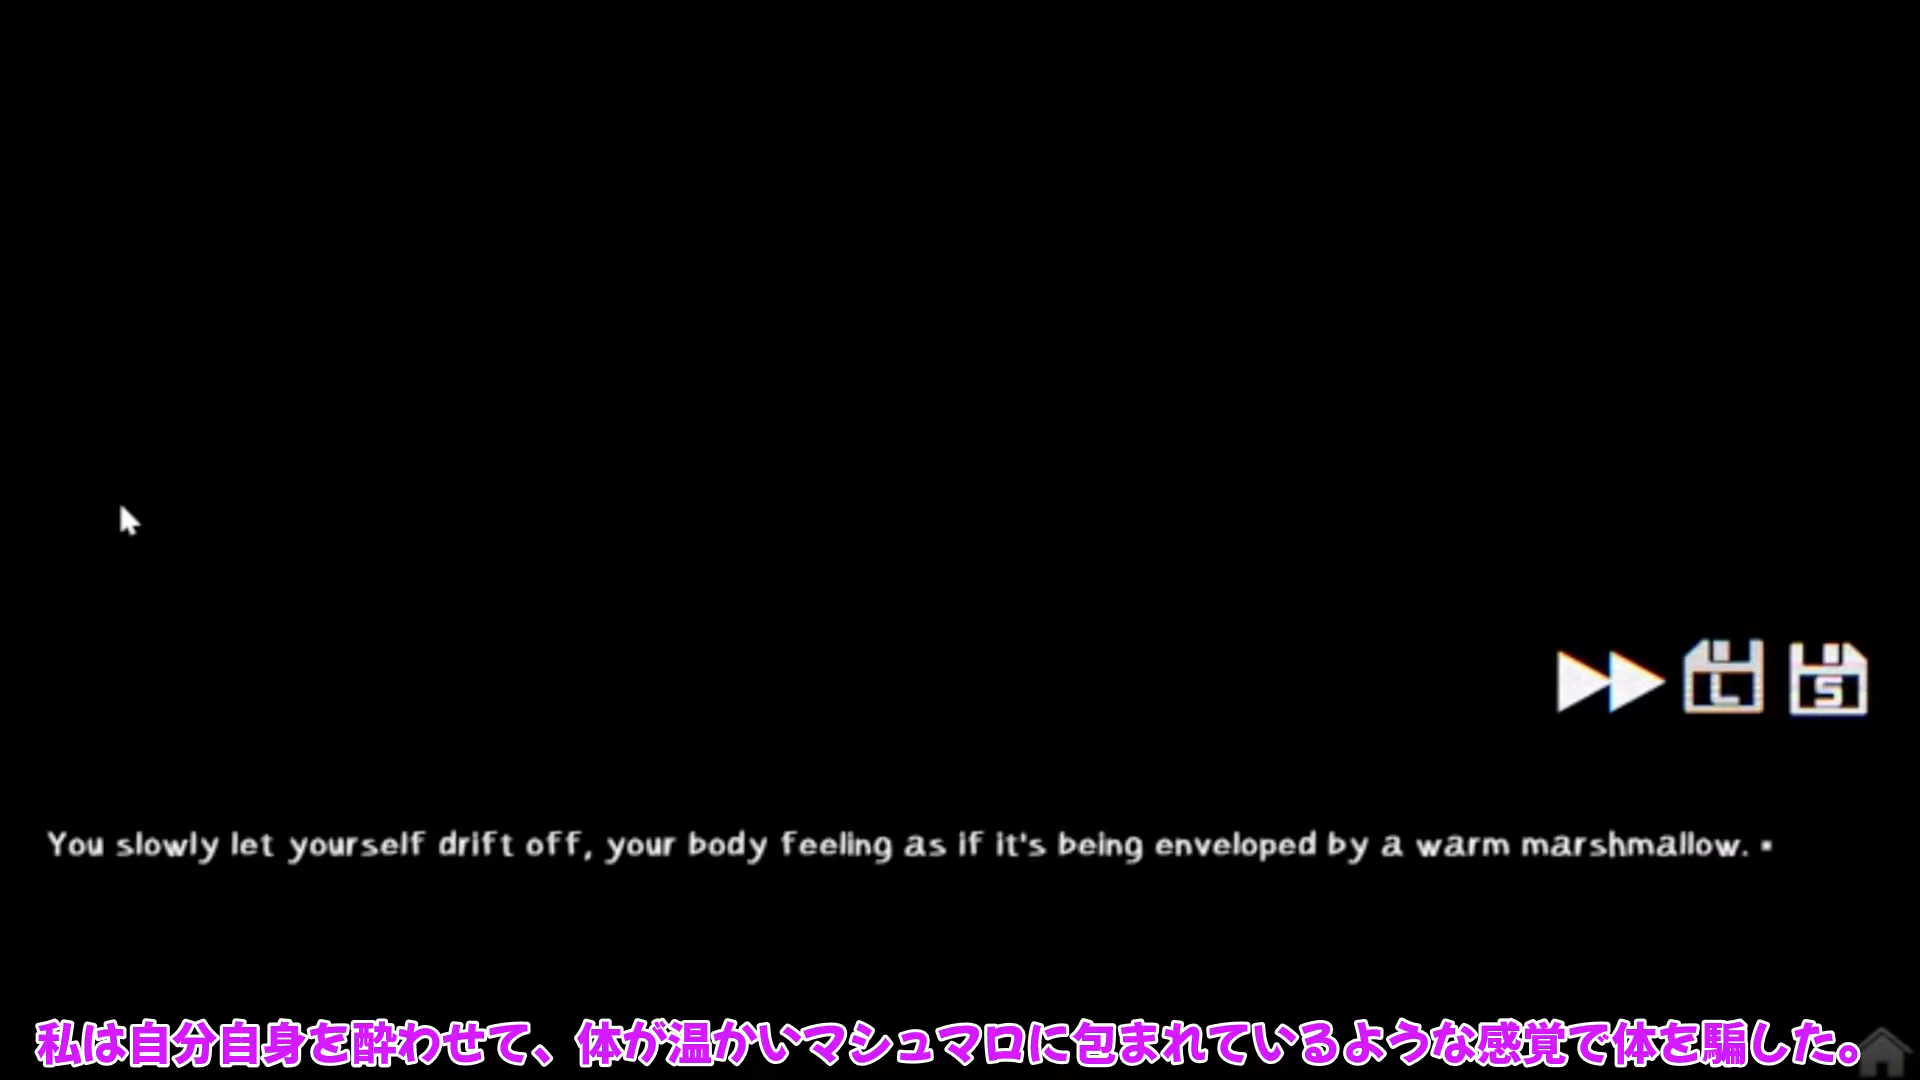 L S
You slowly let yourself drift off, your body feeling as if it's being enveloped by a warm marshmallow.
私は自分自身を酔わせて、体が温かいマシュマロに包まれているような感覚で体を騙した。